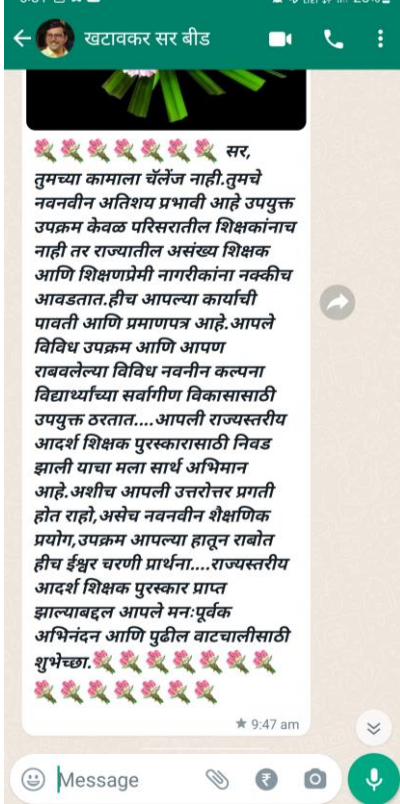 खटावकर सर बीड
सर,
तुमच्या कामाला चॅलेंज नाही.तुमचे
नवनवीन अतिशय प्रभावी आहे उपयुक्त
उपक्रम केवळ परिसरातील शिक्षकांनाच
नाही तर राज्यातील असंख्य शिक्षक
आणि शिक्षणप्रेमी नागरीकांना नक्कीच
आवडतात.हीच आपल्या कार्याची
पावती आणि प्रमाणपत्र आहे.आपले
विविध उपक्रम आणि आपण
राबवलेल्या विविध नवनीन कल्पना
विद्यार्थ्यांच्या सर्वागीण विकासासाठी
उपयुक्त ठरतात....आपली राज्यस्तरीय
आदर्श शिक्षक पुरस्कारासाठी निवड
झाली याचा मला सार्थ अभिमान
आहे.अशीच आपली उत्तरोत्तर प्रगती
होत राहो,असेच नवनवीन शैक्षणिक
प्रयोग,उपक्रम आपल्या हातून राबोत
हीच ईश्वर चरणी प्रार्थना....राज्यस्तरीय
आदर्श शिक्षक पुरस्कार प्राप्त
झाल्याबद्दल आपले मनःपूर्वक
अभिनंदन आणि पुढील वाटचालीसाठी
शुभेच्छा.
9:47 am
Message